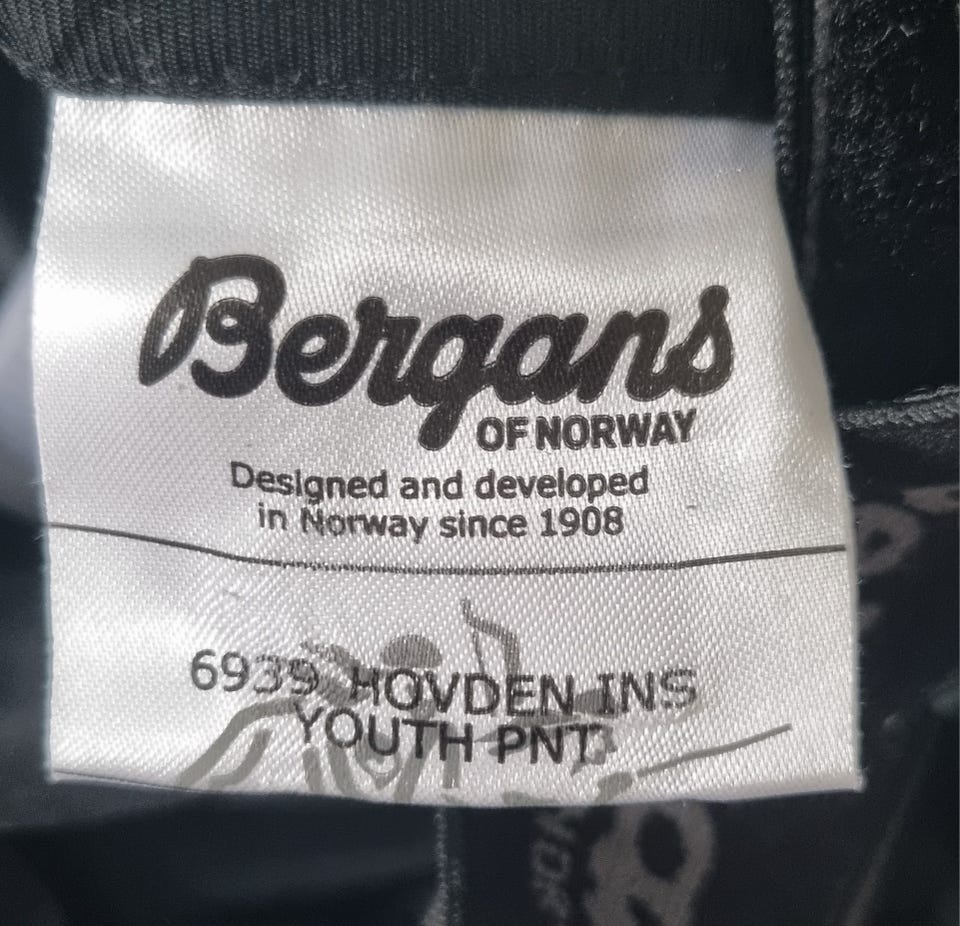 Bergans
OF NORWAY
Designed and developed
in Norway since 1908
6939 HOVDEN INS
YOUTH PNT